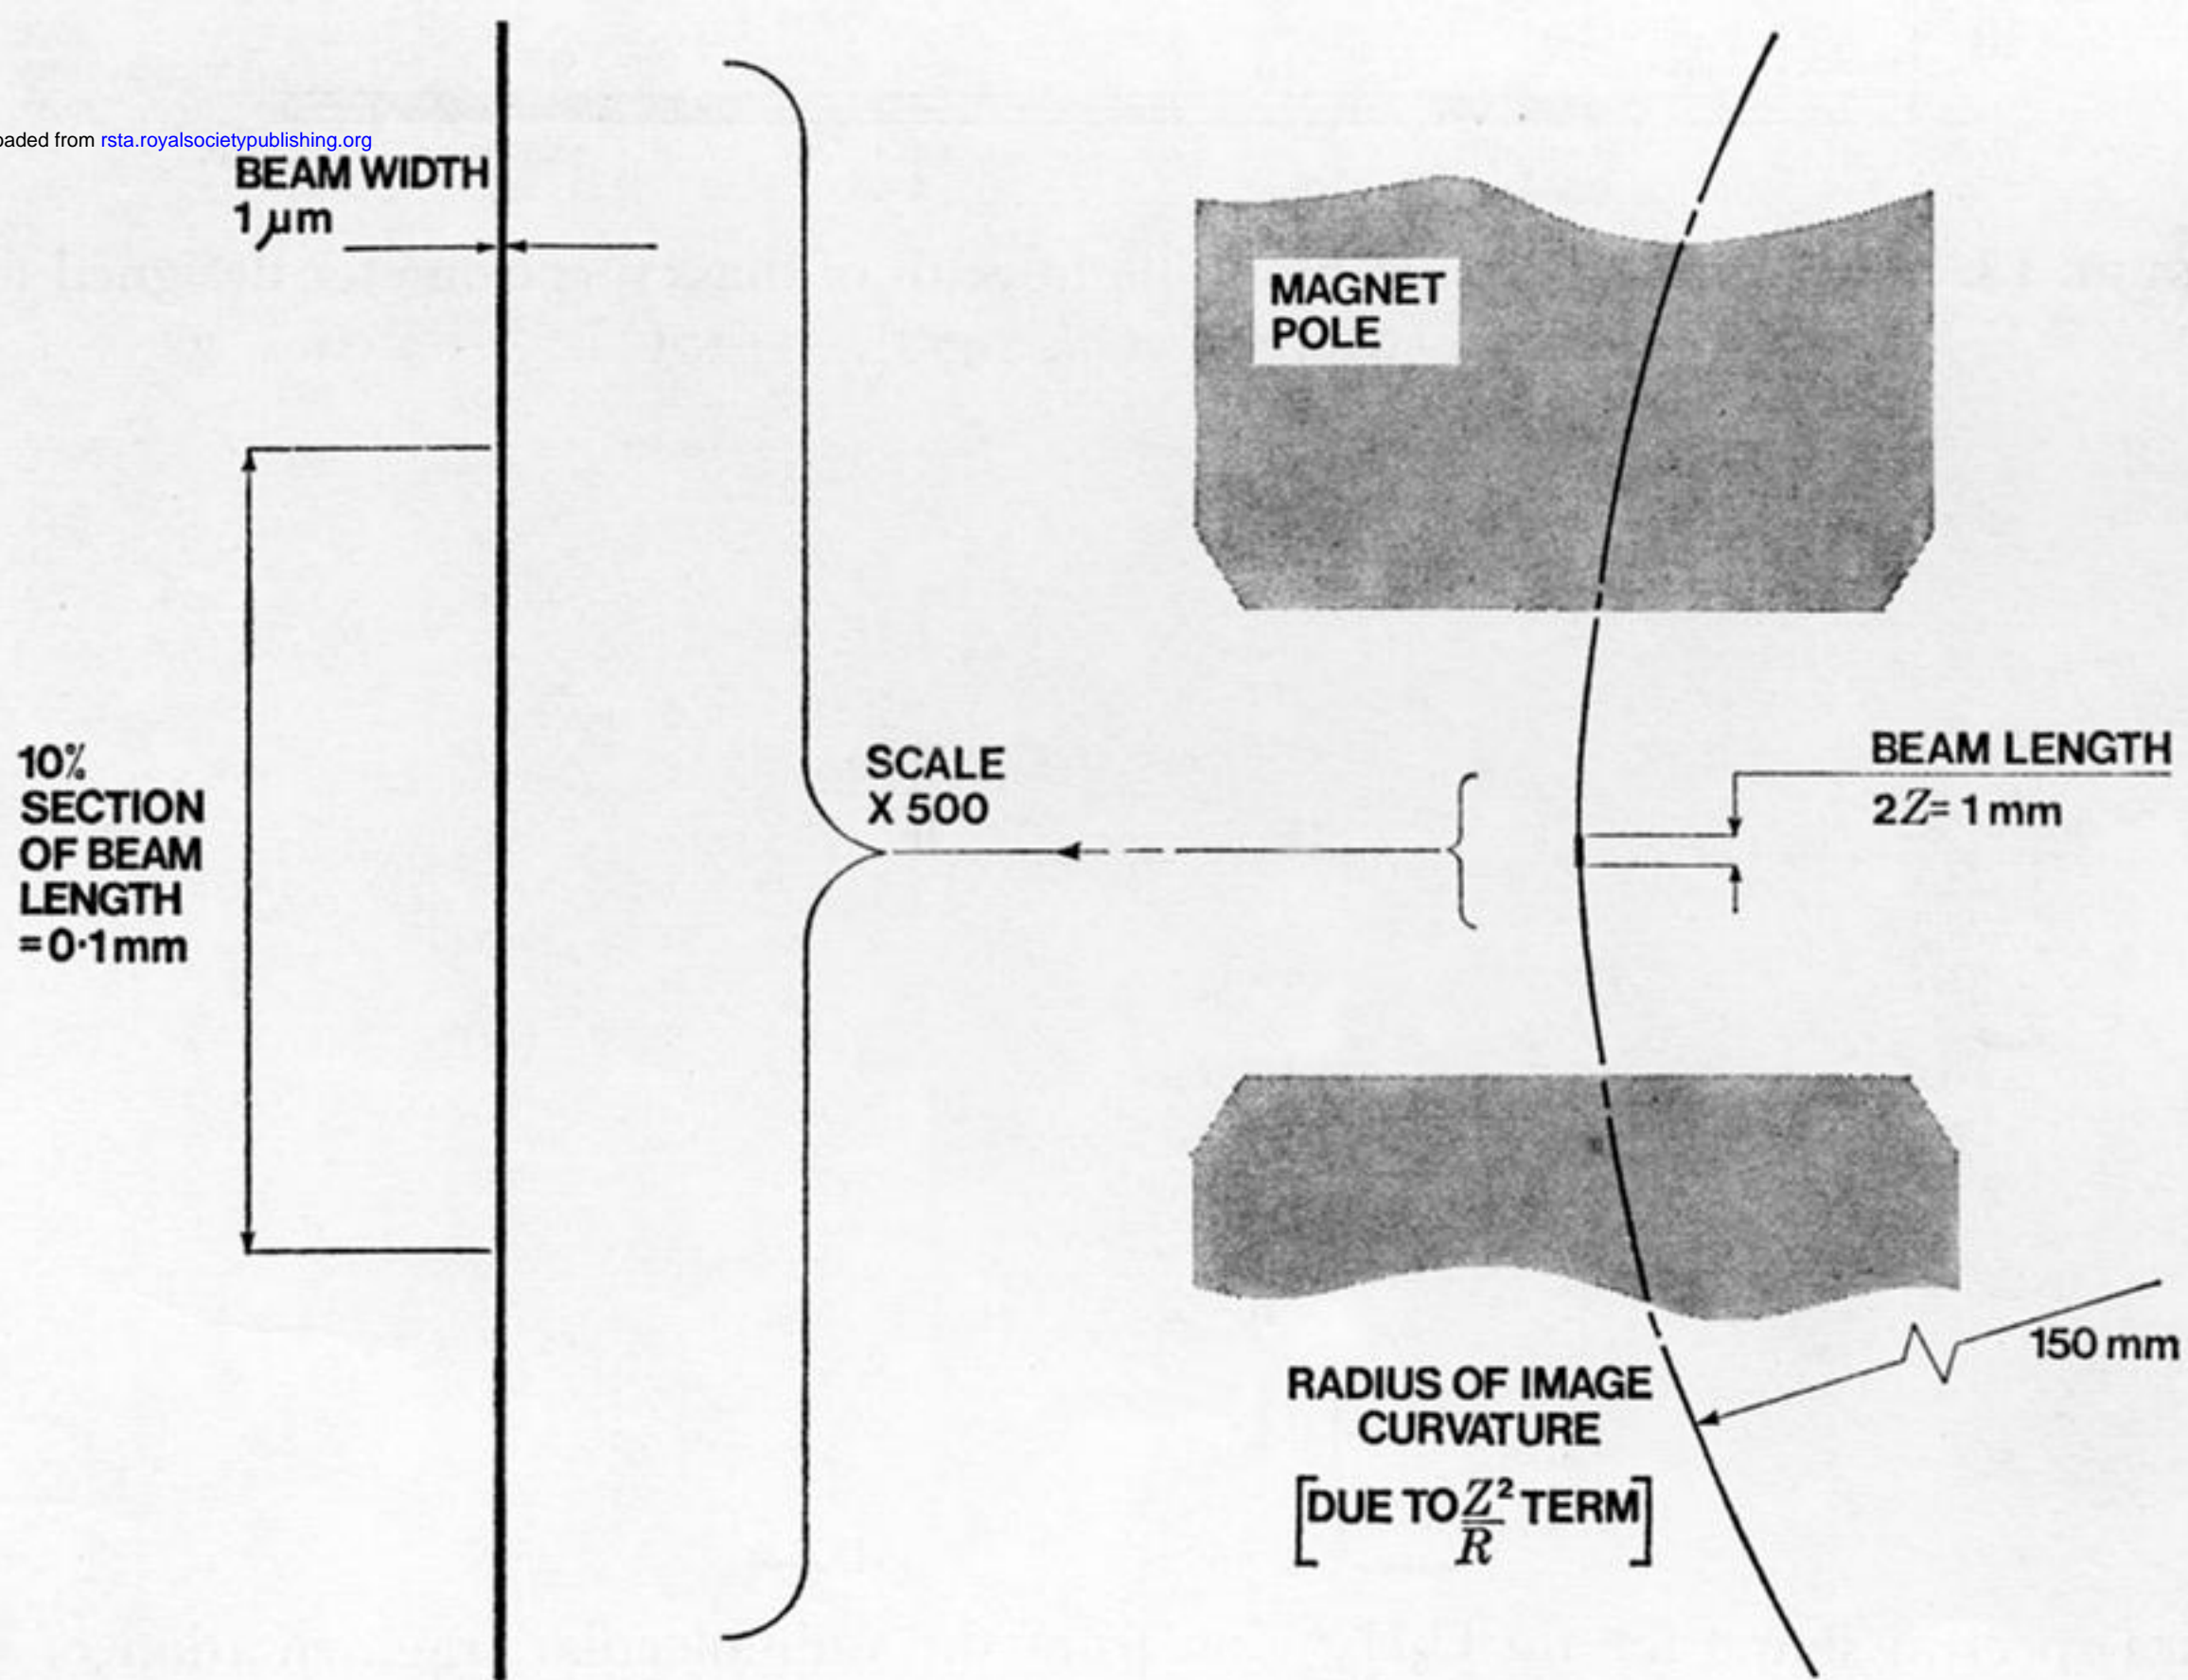 oaded from rsta.royalsocietypublishing.org
BEAM WIDTH
1 μm
MAGNET
POLE
10%
SECTION
OF BEAM
LENGTH
=0·1mm
SCALE
X 500
BEAM LENGTH
2Z= 1 mm
150 mm
RADIUS OF IMAGE
CURVATURE
[DUE TO Z²/R TERM]